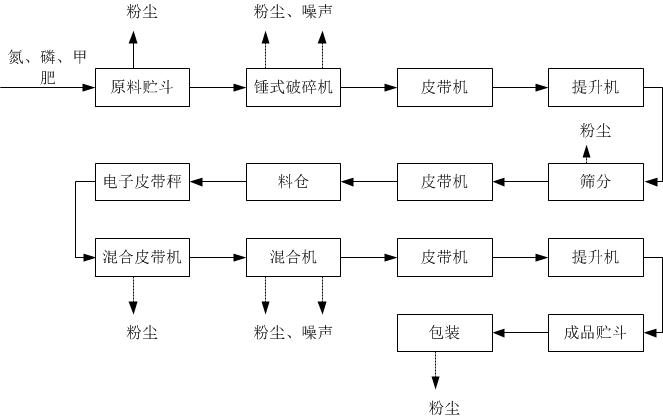 粉尘
粉尘、噪声
氮、磷、甲
肥
原料贮斗
锤式破碎机
皮带机
提升机
粉尘
电子皮带秤
料仓
皮带机
筛分
混合皮带机
混合机
皮带机
提升机
粉尘
粉尘、噪声
包装
成品贮斗
粉尘